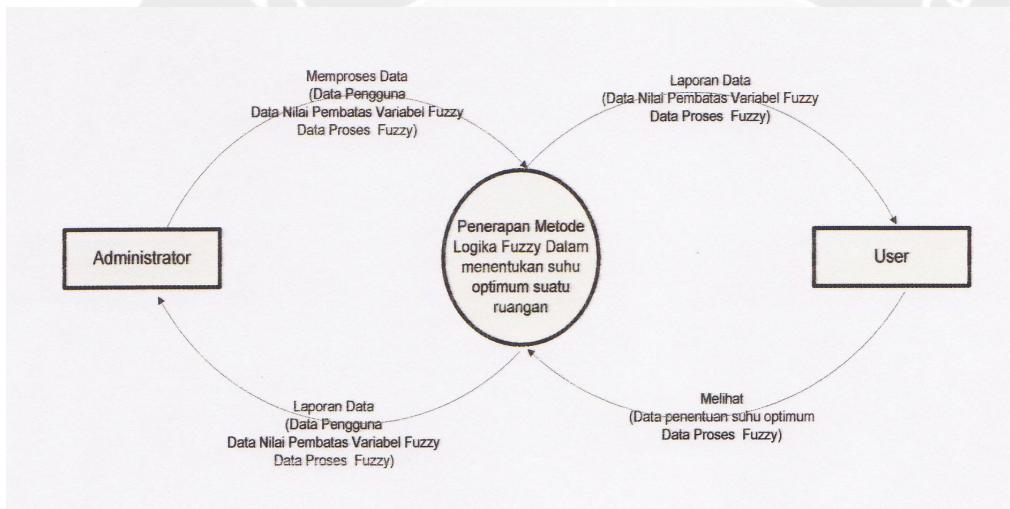 Memproses Data
(Data Pengguna
Data Nilai Pembatas Variabel Fuzzy
Data Proses Fuzzy)
Laporan Data
(Data Nilai Pembatas Variabel Fuzzy
Data Proses Fuzzy)
Administrator
Penerapan Metode
Logika Fuzzy Dalam
menentukan suhu
optimum suatu
ruangan
User
Laporan Data
(Data Pengguna
Data Nilai Pembatas Variabel Fuzzy
Data Proses Fuzzy)
Melihat
(Data penentuan suhu optimum
Data Proses Fuzzy)